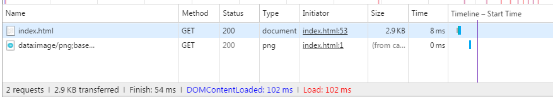 Name Method Status Type Initiator Size Time Timeline – Start Time
index.html GET 200 document index.html:53 2.9 KB 8 ms
data:image/png;base... GET 200 png index.html:1 (from ca... 0 ms
2 requests | 2.9 KB transferred | Finish: 54 ms | DOMContentLoaded: 102 ms | Load: 102 ms